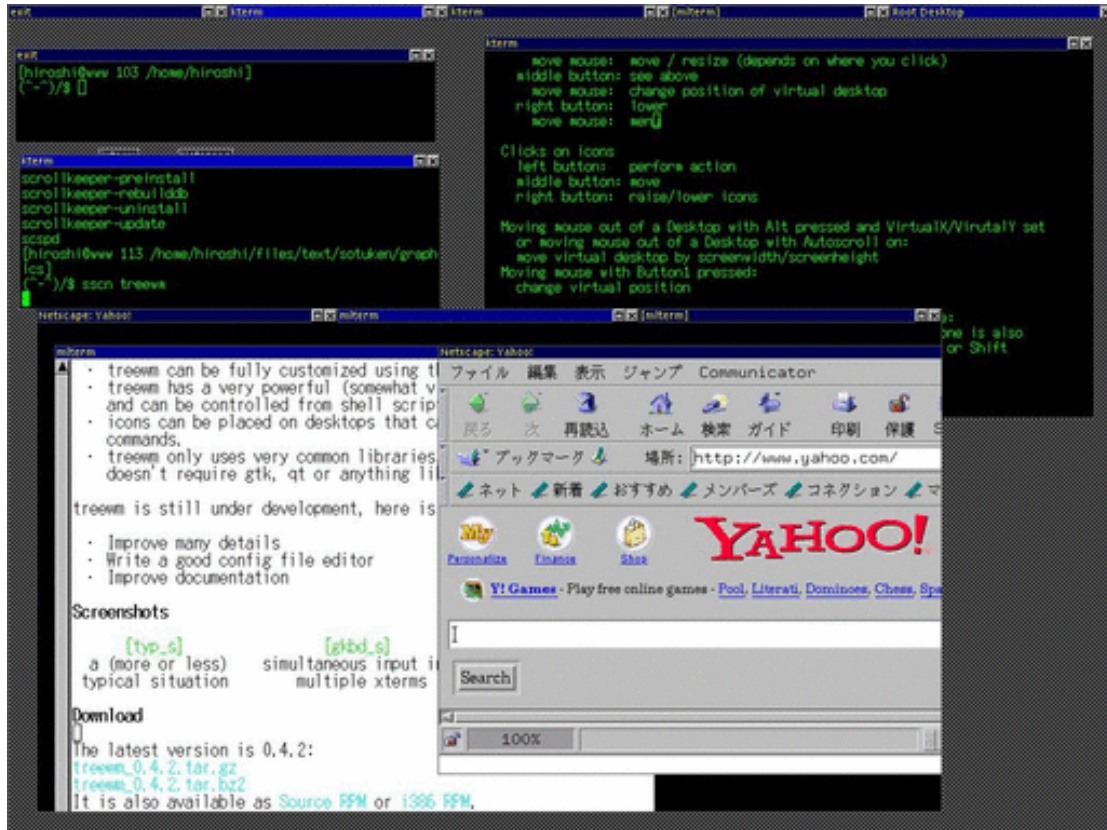 exit
kterm
kterm
[mlterm]
Root Desktop
exit
[hiroshi@www 103 /home/hiroshi]
(^-^)/$
kterm
scrollkeeper-preinstall
scrollkeeper-rebuilddb
scrollkeeper-uninstall
scrollkeeper-update
scspd
[hiroshi@www 113 /home/hiroshi/files/text/sotuken/graph
ics]
(^-^)/$ sscn treewm
kterm
move mouse: move / resize (depends on where you click)
middle button: see above
move mouse: change position of virtual desktop
right button: lower
move mouse: menu
Clicks on icons
left button: perform action
middle button: move
right button: raise/lower icons
Moving mouse out of a Desktop with Alt pressed and VirtualX/VirutalY set
or moving mouse out of a Desktop with Autoscroll on:
move virtual desktop by screenwidth/screenheight
Moving mouse with Button1 pressed:
change virtual position
one is also
or Shift
Netscape: Yahoo!
mlterm
[mlterm]
mlterm
· treewm can be fully customized using t
· treewm has a very powerful (somewhat v
and can be controlled from shell scrip
· icons can be placed on desktops that c
commands.
· treewm only uses very common libraries
doesn't require gtk, qt or anything li
treewm is still under development, here is
· Improve many details
· Write a good config file editor
· Improve documentation
Screenshots
[typ_s] [gkbd_s]
a (more or less) simultaneous input i
typical situation multiple xterms
Download
The latest version is 0.4.2:
treewm_0.4.2.tar.gz
treewm_0.4.2.tar.bz2
It is also available as Source RPM or i386 RPM.
Netscape: Yahoo!
ファイル 編集 表示 ジャンプ Communicator
戻る 次 再読込 ホーム 検索 ガイド 印刷 保護 S
ブックマーク 場所: http://www.yahoo.com/
ネット 新着 おすすめ メンバーズ コネクション マ
My YAHOO!
Personalize Finance Shop
Y! Games - Play free online games - Pool, Literati, Dominoes, Chess, Spa
Search
100%